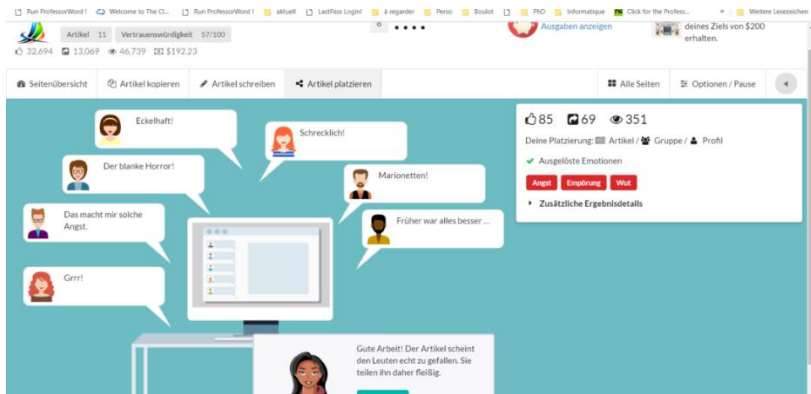 Run ProfessorWord! Welcome to The Cl... Run ProfessorWord! aktuell LastPass Login! à regarder Perso Boulot PhD Informatique Click for the Profess... » Weitere Lesezeichen
Artikel 11 Vertrauenswürdigkeit 57/100
32,694 13,069 46,739 $192.23
Ausgaben anzeigen
deines Ziels von $200
erhalten.
Seitenübersicht Artikel kopieren Artikel schreiben Artikel platzieren Alle Seiten Optionen / Pause
Eckelhaft!
Schrecklich!
Der blanke Horror!
Marionetten!
Das macht mir solche
Angst.
Früher war alles besser ...
Grrr!
85 69 351
Deine Platzierung: Artikel / Gruppe / Profil
Ausgelöste Emotionen
Angst Empörung Wut
Zusätzliche Ergebnisdetails
Gute Arbeit! Der Artikel scheint
den Leuten echt zu gefallen. Sie
teilen ihn daher fleißig.